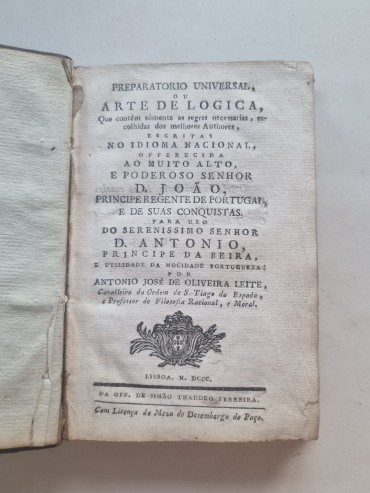 PREPARATORIO UNIVERSAL,
OU
ARTE DE LOGICA,
Que contém sómente as regras necessarias, es-
colhidas dos melhores Authores,
ESCRITAS
NO IDIOMA NACIONAL,
OFFERECIDA
AO MUITO ALTO,
E PODEROSO SENHOR
D. JOÃO,
PRINCIPE REGENTE DE PORTUGAL,
E DE SUAS CONQUISTAS.
PARA USO
DO SERENISSIMO SENHOR
D. ANTONIO,
PRINCIPE DA BEIRA,
E UTILIDADE DA MOCIDADE PORTUGUEZA:
POR
ANTONIO JOSÉ DE OLIVEIRA LEITE,
Cavalleiro da Ordem de S. Tiago da Espada,
e Professor de Filosofia Racional, e Moral.
LISBOA. M. DCCC.
NA OFF. DE SIMÃO THADDEO FERREIRA.
Com Licença da Meza do Desembargo do Paço.